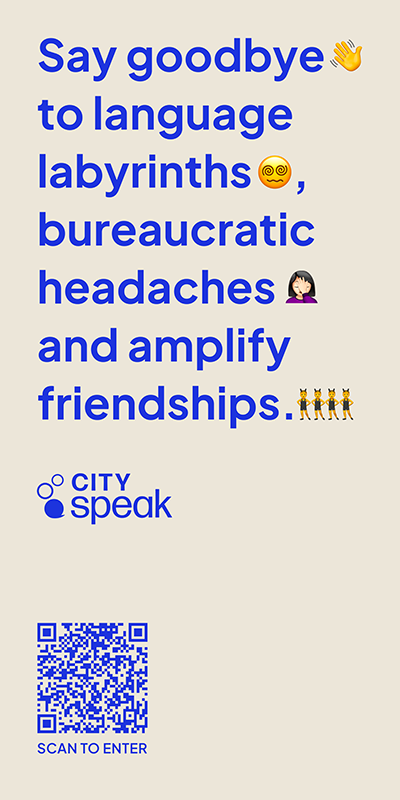 Say goodbye👋
to language
labyrinths😵‍💫,
bureaucratic
headaches🤦🏻‍♀️
and amplify
friendships.👯👯
CITY
speak
SCAN TO ENTER